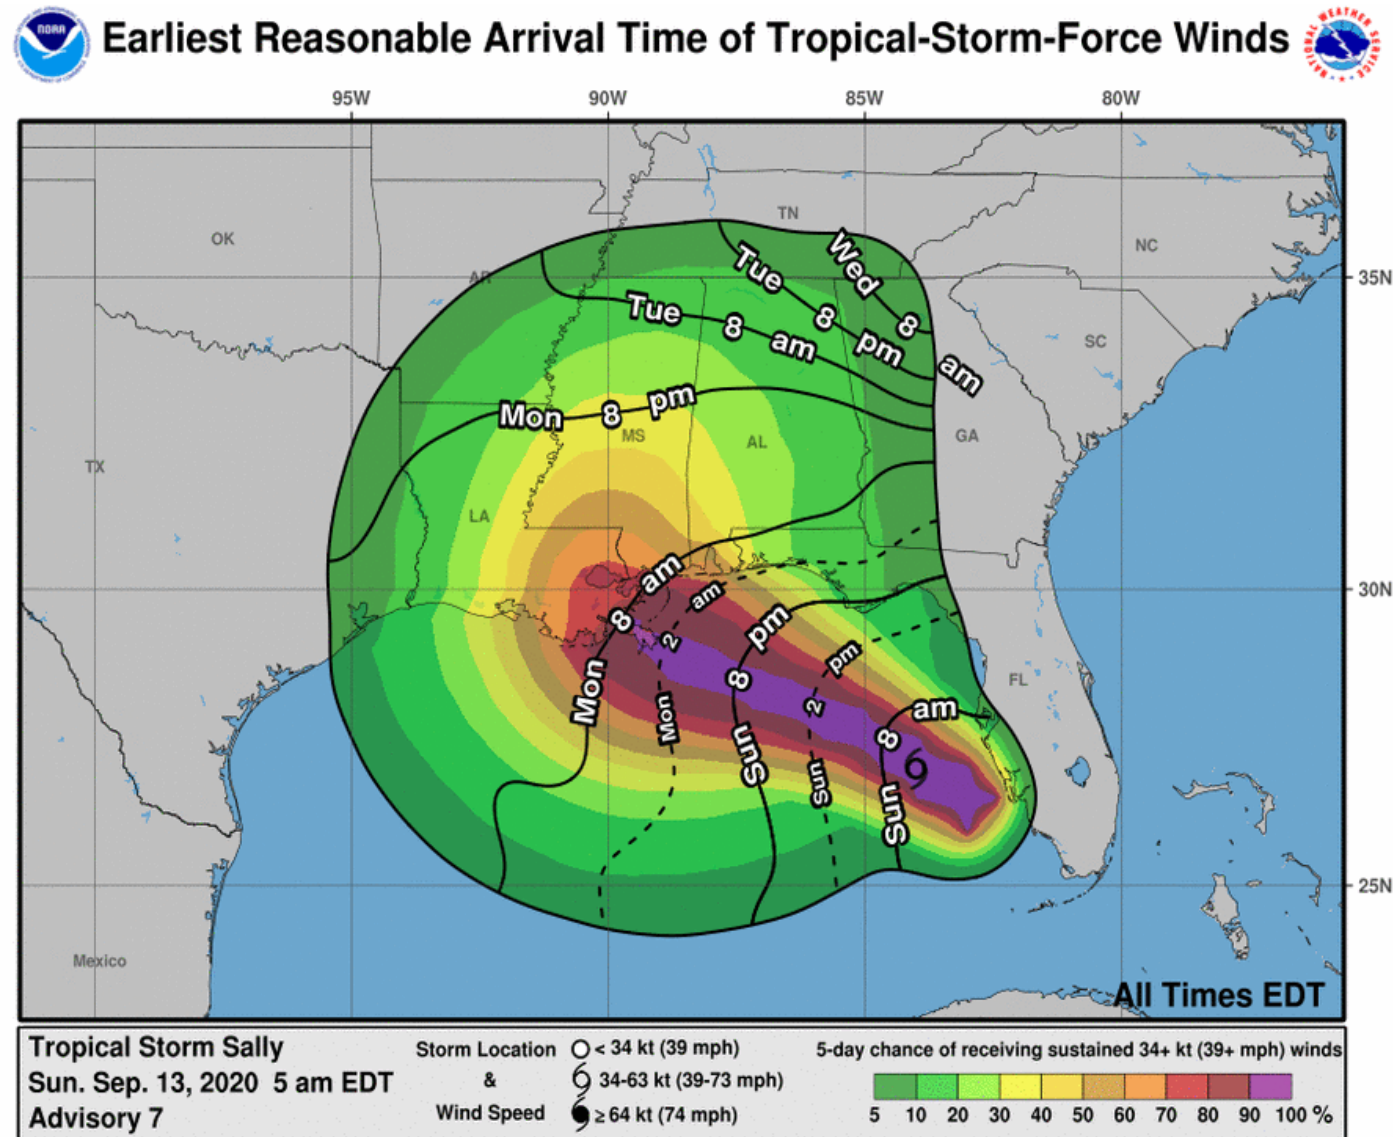 Earliest Reasonable Arrival Time of Tropical-Storm-Force Winds
NOAA
NATIONAL WEATHER SERVICE
95W 90W 85W 80W
TN
OK
NC
Wed 8 am
Tue 8 pm
AR
35N
Tue 8 am
SC
Mon 8 pm
MS
AL
GA
TX
LA
Mon 8 am
30N
Mon 2 am
Sun 8 pm
Sun 2 pm
FL
Sun 8 am
25N
Mexico
All Times EDT
Tropical Storm Sally
Sun. Sep. 13, 2020 5 am EDT
Advisory 7
Storm Location
&
Wind Speed
< 34 kt (39 mph)
34-63 kt (39-73 mph)
≥ 64 kt (74 mph)
5-day chance of receiving sustained 34+ kt (39+ mph) winds
5 10 20 30 40 50 60 70 80 90 100 %